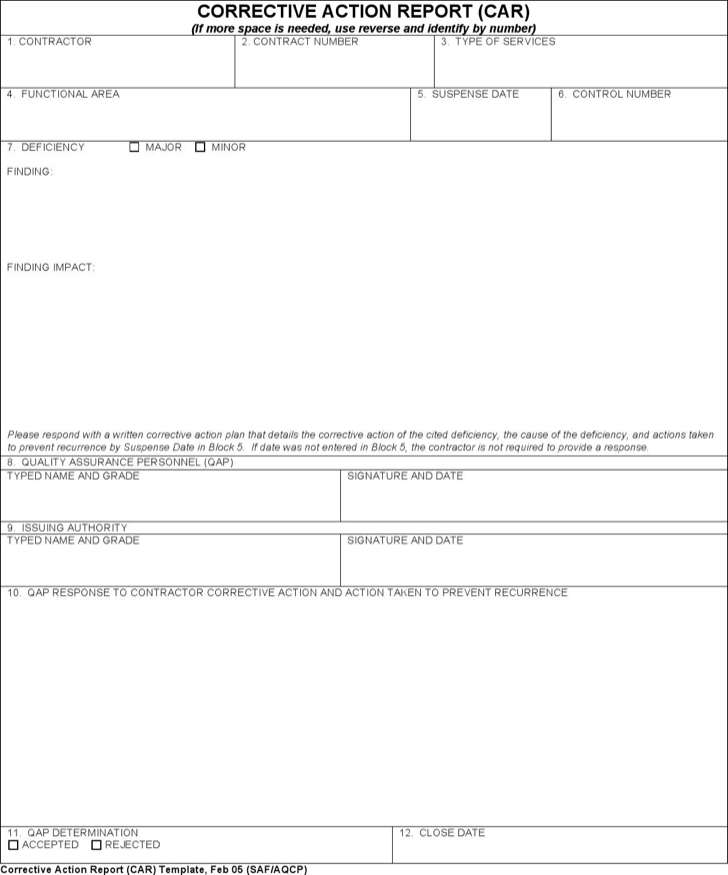 CORRECTIVE ACTION REPORT (CAR)
(If more space is needed, use reverse and identify by number)
1. CONTRACTOR
2. CONTRACT NUMBER
3. TYPE OF SERVICES
4. FUNCTIONAL AREA
5. SUSPENSE DATE
6. CONTROL NUMBER
7. DEFICIENCY MAJOR MINOR
FINDING:
FINDING IMPACT:
Please respond with a written corrective action plan that details the corrective action of the cited deficiency, the cause of the deficiency, and actions taken
to prevent recurrence by Suspense Date in Block 5. If date was not entered in Block 5, the contractor is not required to provide a response.
8. QUALITY ASSURANCE PERSONNEL (QAP)
TYPED NAME AND GRADE
SIGNATURE AND DATE
9. ISSUING AUTHORITY
TYPED NAME AND GRADE
SIGNATURE AND DATE
10. QAP RESPONSE TO CONTRACTOR CORRECTIVE ACTION AND ACTION TAKEN TO PREVENT RECURRENCE
11. QAP DETERMINATION
ACCEPTED REJECTED
12. CLOSE DATE
Corrective Action Report (CAR) Template, Feb 05 (SAF/AQCP)